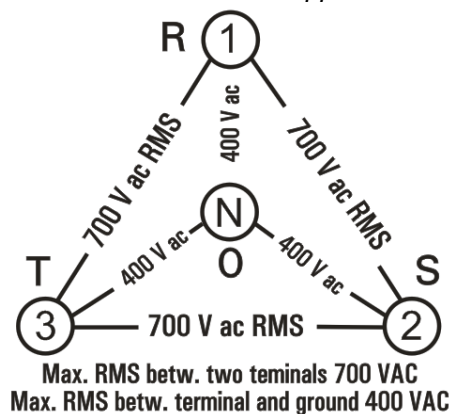 R 1
400 V ac
700 V ac RMS
700 V ac RMS
N
O
400 V ac
400 V ac
T
S
3
700 V ac RMS
2
Max. RMS betw. two teminals 700 VAC
Max. RMS betw. terminal and ground 400 VAC